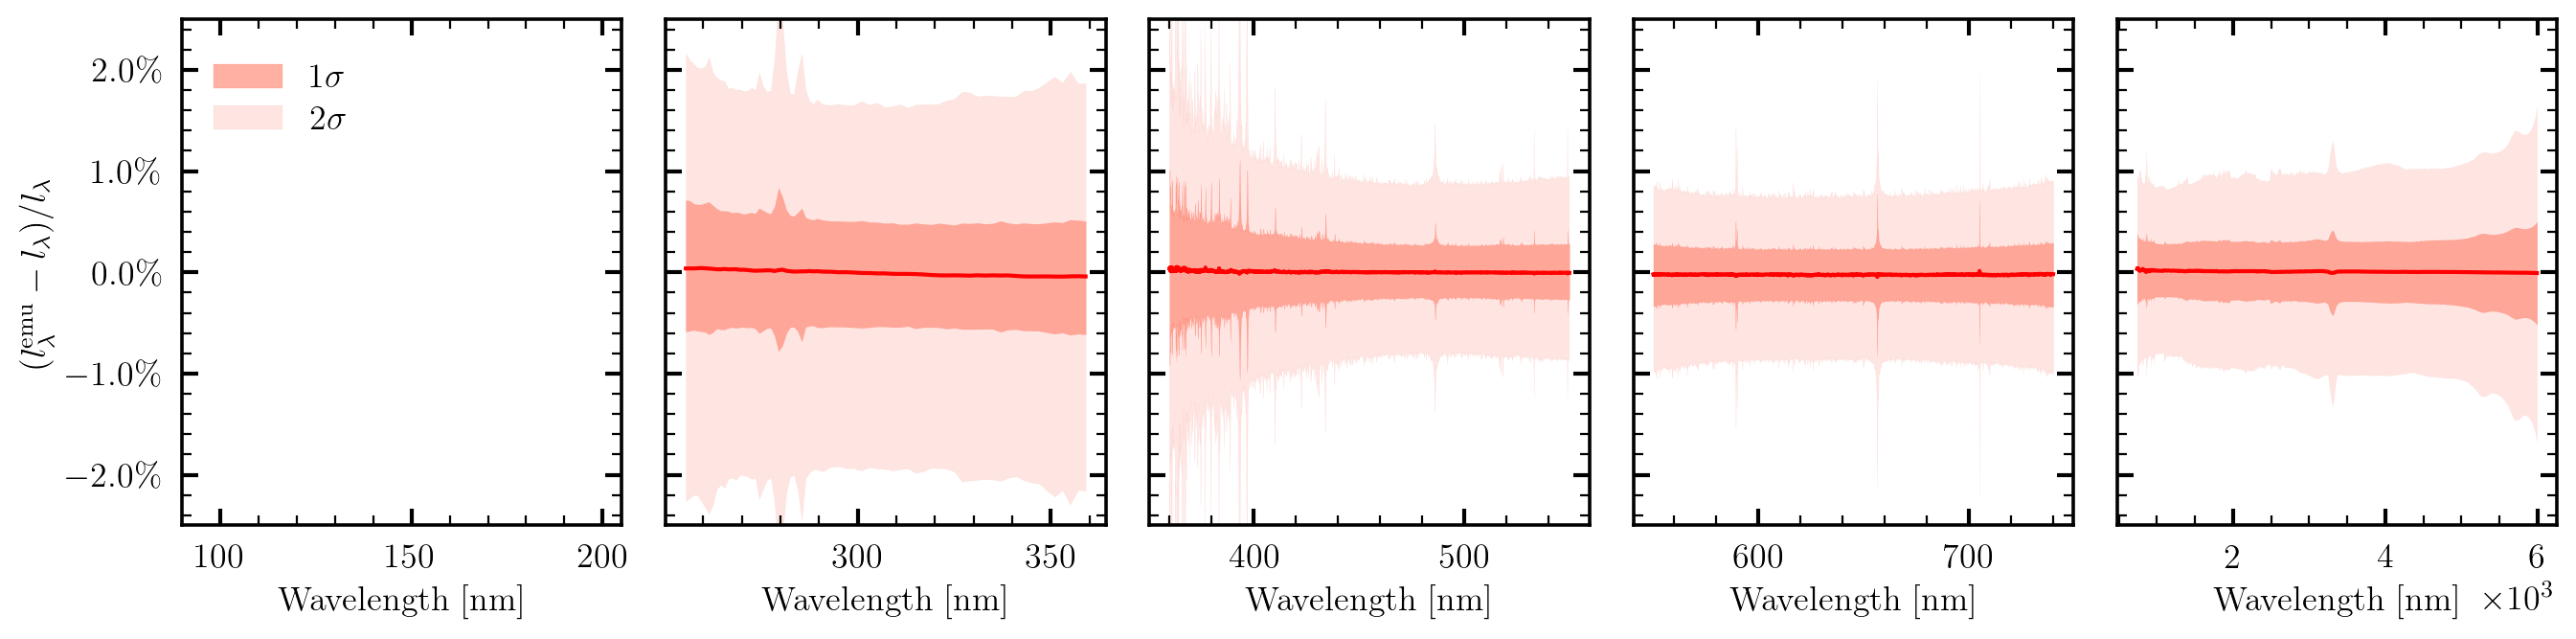 (l_λ^emu − l_λ)/l_λ
2.0%
1.0%
0.0%
−1.0%
−2.0%
1σ
2σ
100 150 200
Wavelength [nm]
300 350
Wavelength [nm]
400 500
Wavelength [nm]
600 700
Wavelength [nm]
2 4 6
Wavelength [nm] ×10³